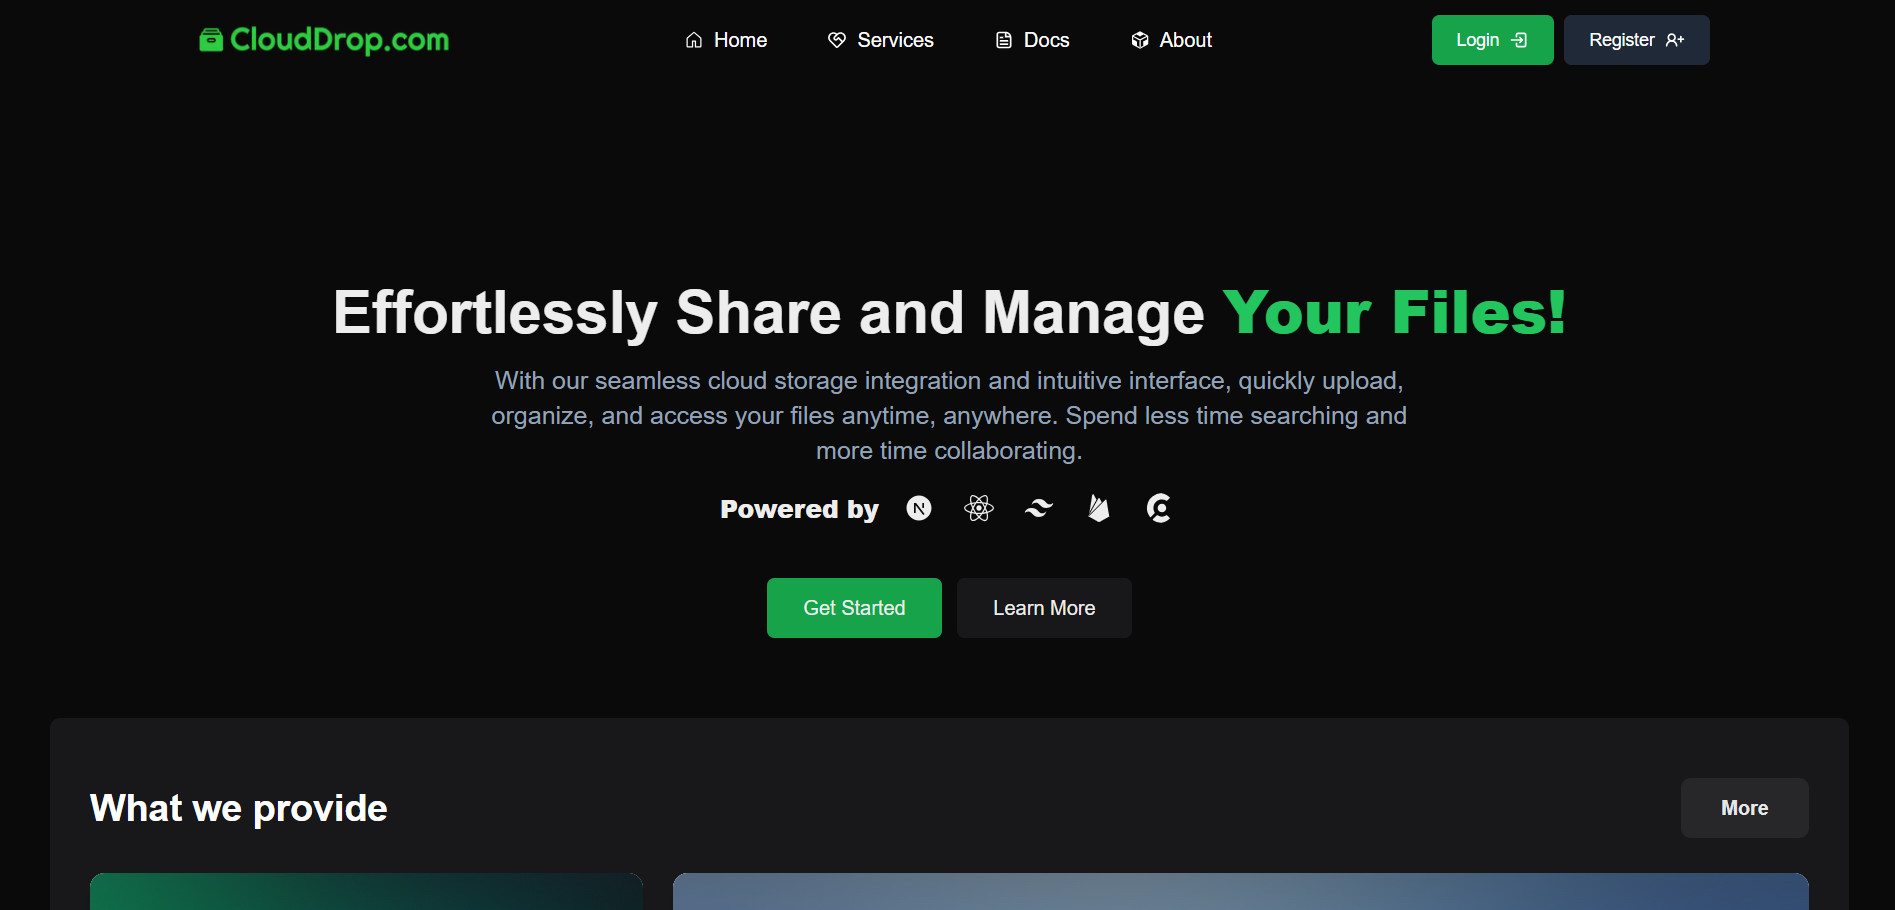 CloudDrop.com
Home
Services
Docs
About
Login
Register
Effortlessly Share and Manage Your Files!
With our seamless cloud storage integration and intuitive interface, quickly upload,
organize, and access your files anytime, anywhere. Spend less time searching and
more time collaborating.
Powered by
Get Started
Learn More
What we provide
More